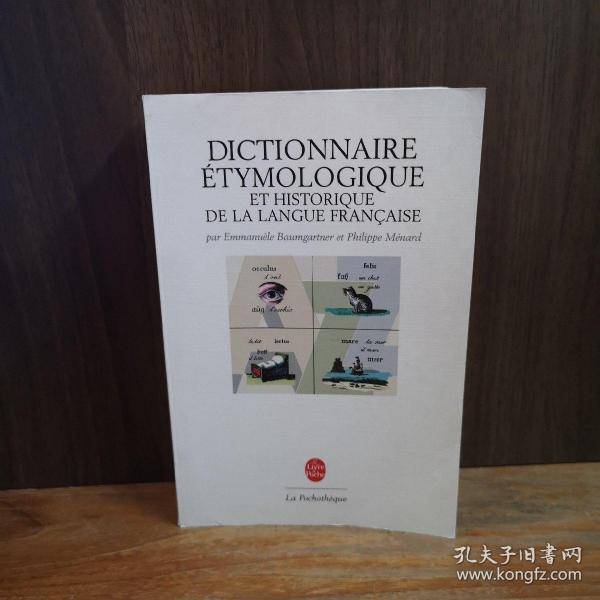 DICTIONNAIRE
ÉTYMOLOGIQUE
ET HISTORIQUE
DE LA LANGUE FRANÇAISE
par Emmanuèle Baumgartner et Philippe Ménard
occulus
felis
un chat
lectus
mare la mer
Le Livre de Poche
La Pochothèque
孔夫子旧书网
www.kongfz.com